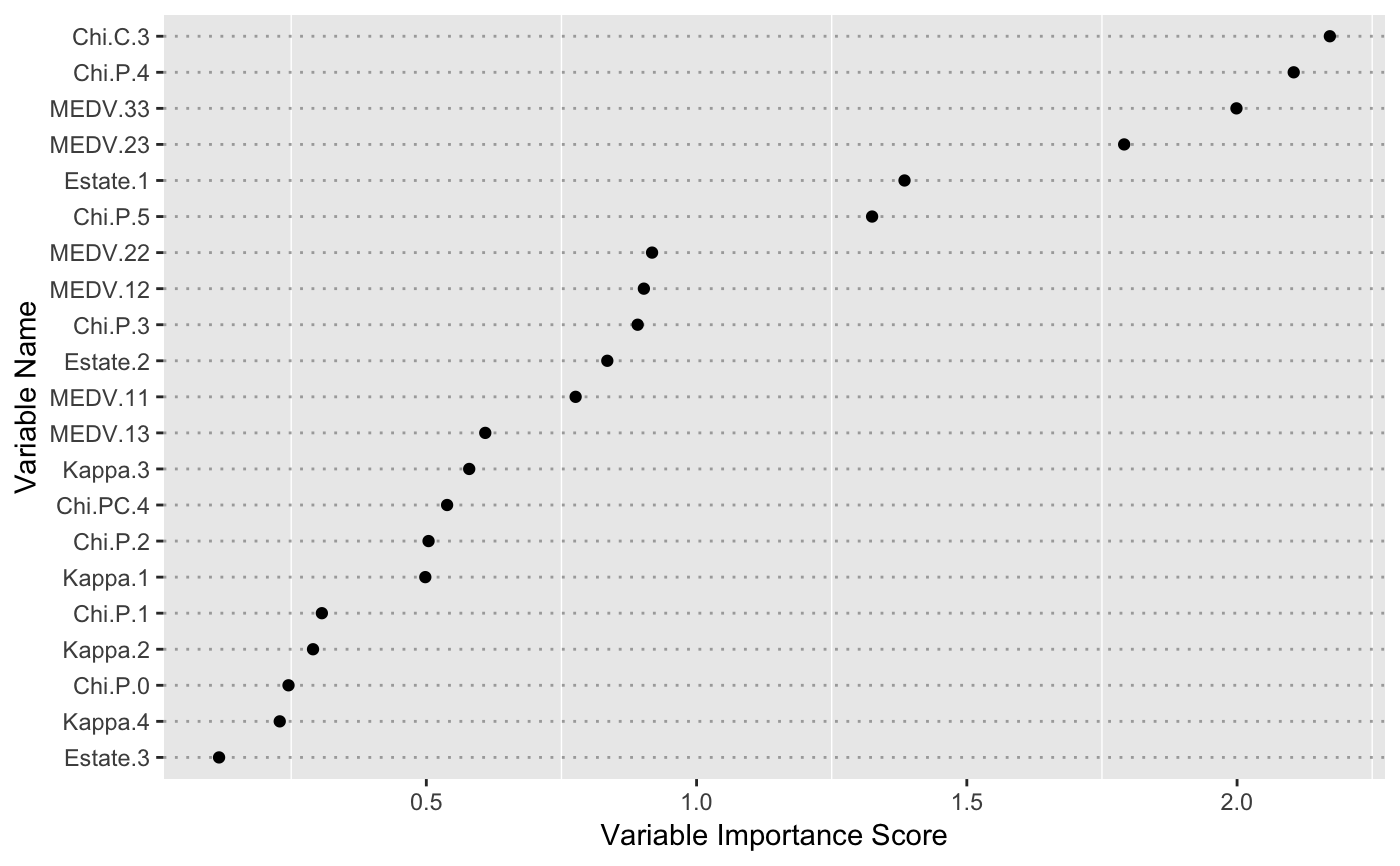 Chi.C.3
Chi.P.4
MEDV.33
MEDV.23
Estate.1
Chi.P.5
MEDV.22
MEDV.12
Chi.P.3
Estate.2
MEDV.11
MEDV.13
Kappa.3
Chi.PC.4
Chi.P.2
Kappa.1
Chi.P.1
Kappa.2
Chi.P.0
Kappa.4
Estate.3
Variable Name
0.5 1.0 1.5 2.0
Variable Importance Score